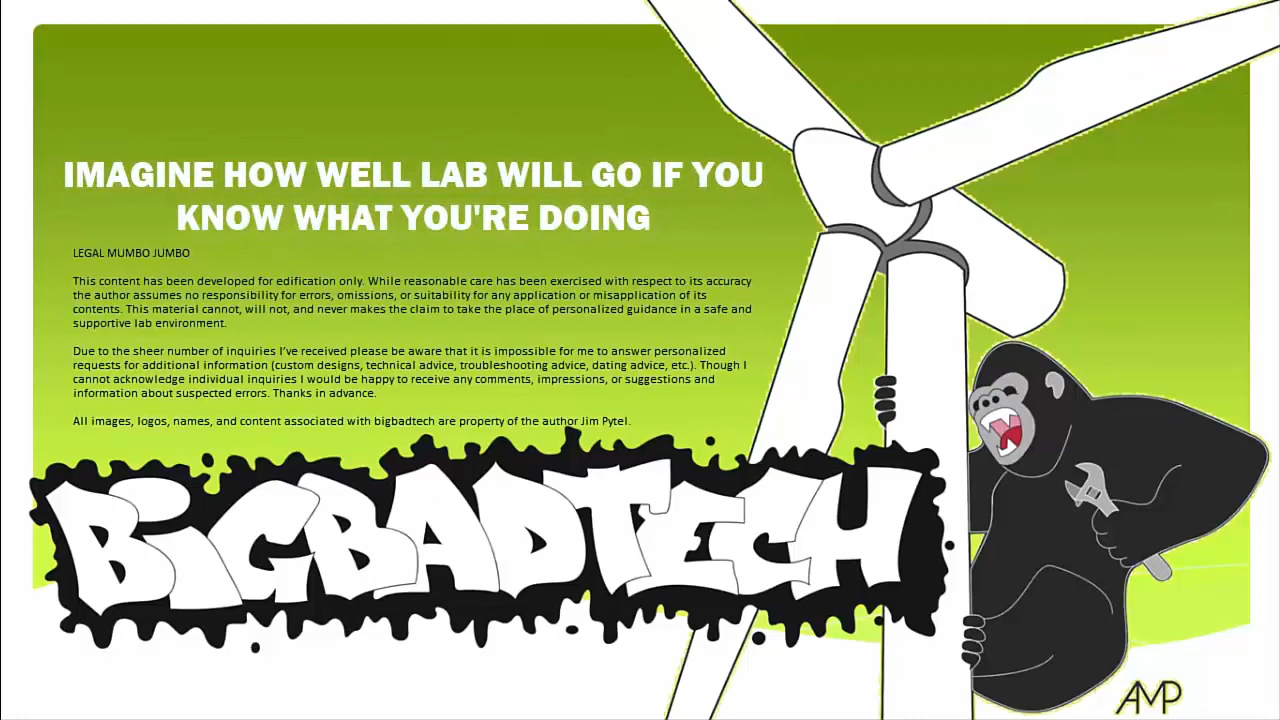 IMAGINE HOW WELL LAB WILL GO IF YOU
KNOW WHAT YOU'RE DOING
LEGAL MUMBO JUMBO
This content has been developed for edification only. While reasonable care has been exercised with respect to its accuracy
the author assumes no responsibility for errors, omissions, or suitability for any application or misapplication of its
contents. This material cannot, will not, and never makes the claim to take the place of personalized guidance in a safe and
supportive lab environment.
Due to the sheer number of inquiries I've received please be aware that it is impossible for me to answer personalized
requests for additional information (custom designs, technical advice, troubleshooting advice, dating advice, etc.). Though I
cannot acknowledge individual inquiries I would be happy to receive any comments, impressions, or suggestions and
information about suspected errors. Thanks in advance.
All images, logos, names, and content associated with bigbadtech are property of the author Jim Pytel.
BiGBADTECH
AMP